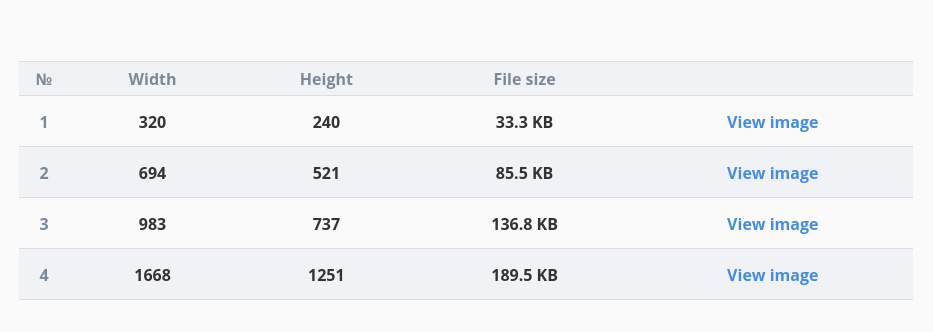 № Width Height File size
1 320 240 33.3 KB View image
2 694 521 85.5 KB View image
3 983 737 136.8 KB View image
4 1668 1251 189.5 KB View image